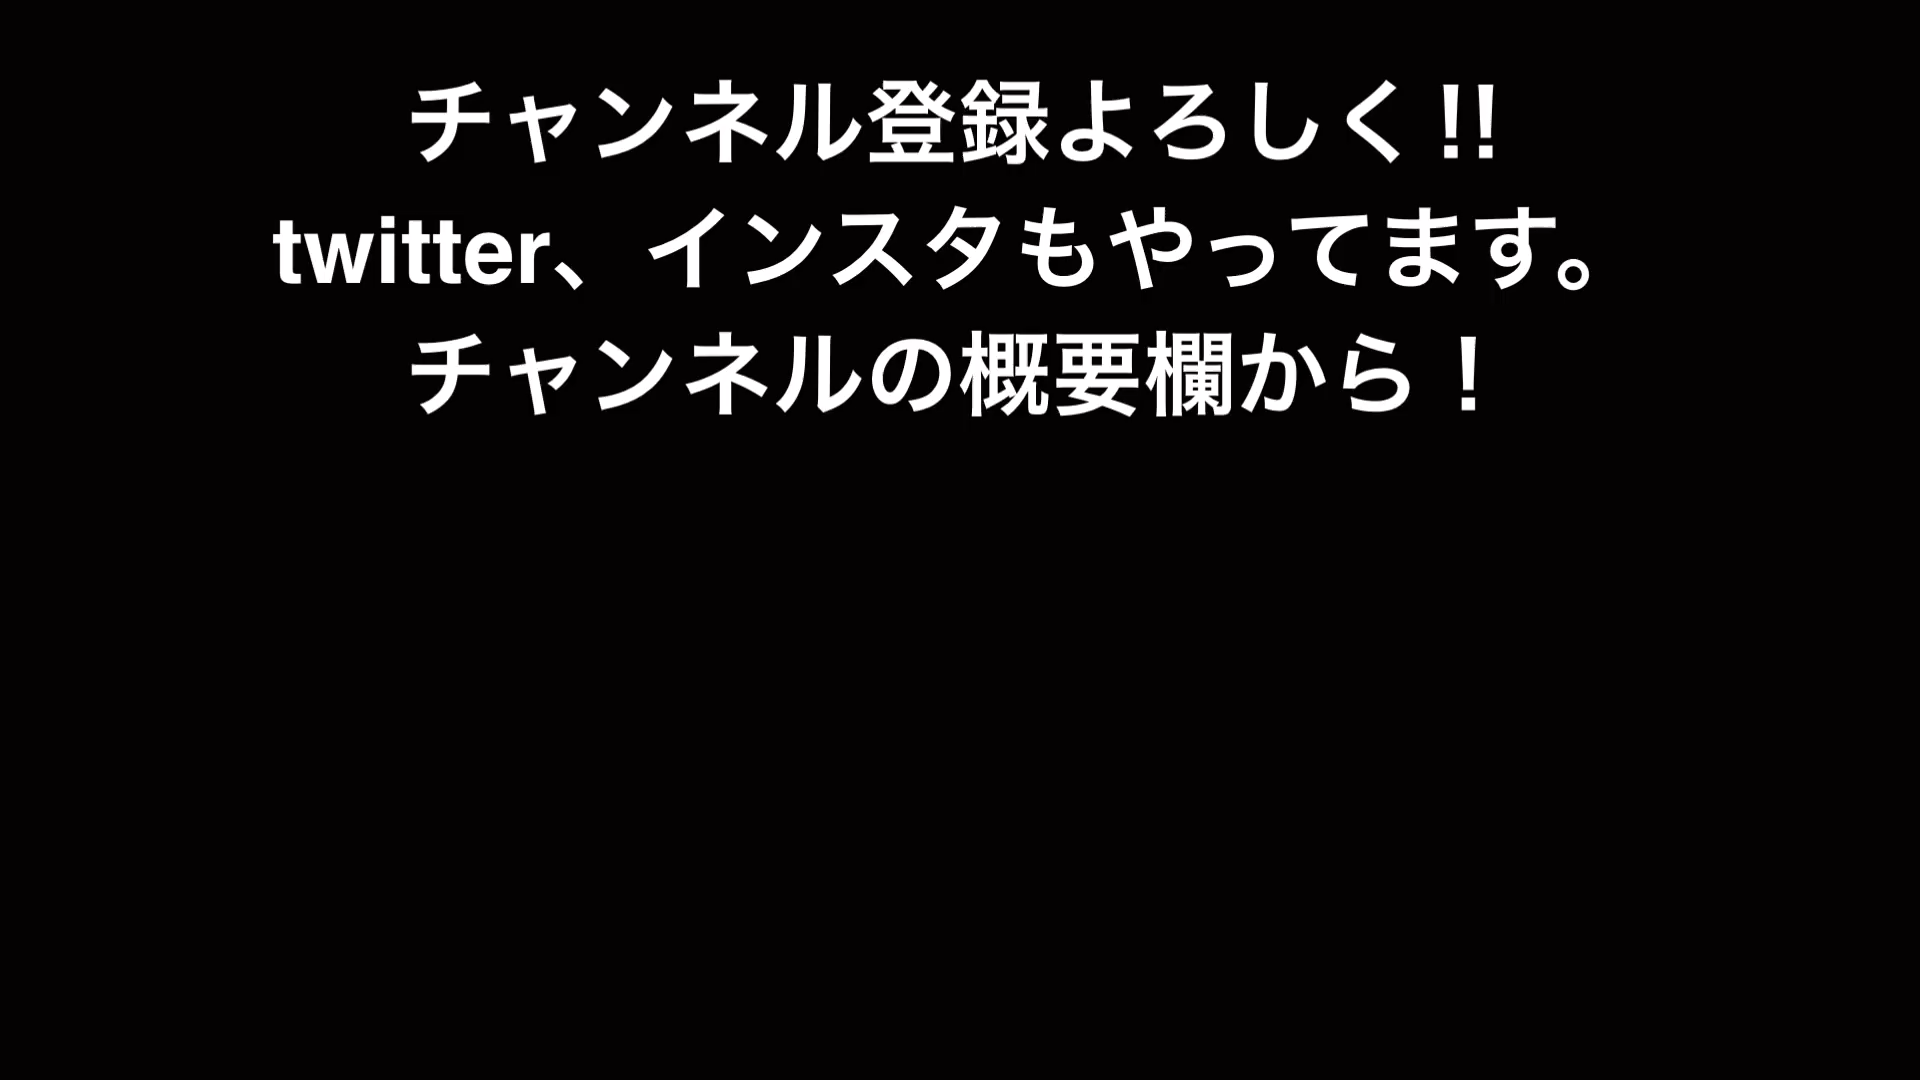 チャンネル登録よろしく!!
twitter、インスタもやってます。
チャンネルの概要欄から！